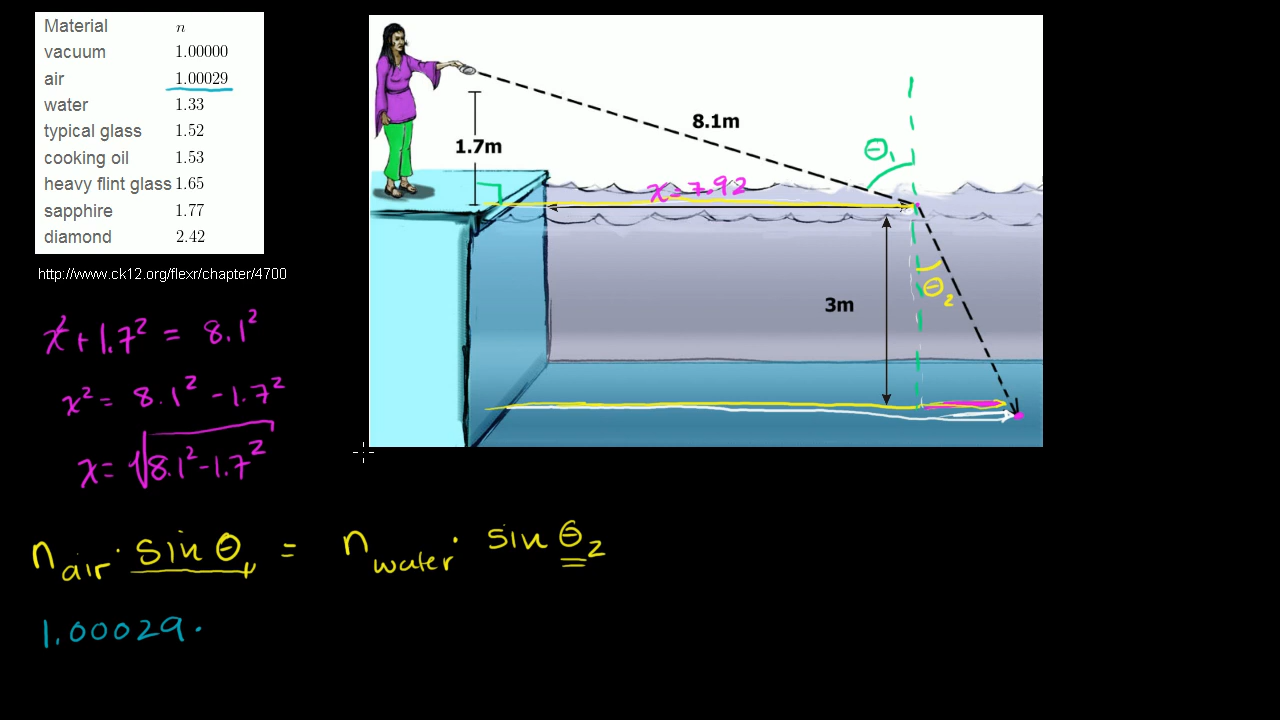 Material n
vacuum 1.00000
air 1.00029
water 1.33
typical glass 1.52
cooking oil 1.53
heavy flint glass 1.65
sapphire 1.77
diamond 2.42
http://www.ck12.org/flexr/chapter/4700
8.1m
1.7m
θ₁
x=7.92
θ₂
3m
x² + 1.7² = 8.1²
x² = 8.1² - 1.7²
x = √8.1² - 1.7²
n air · sin θ₁ = n water · sin θ₂
1.00029 ·